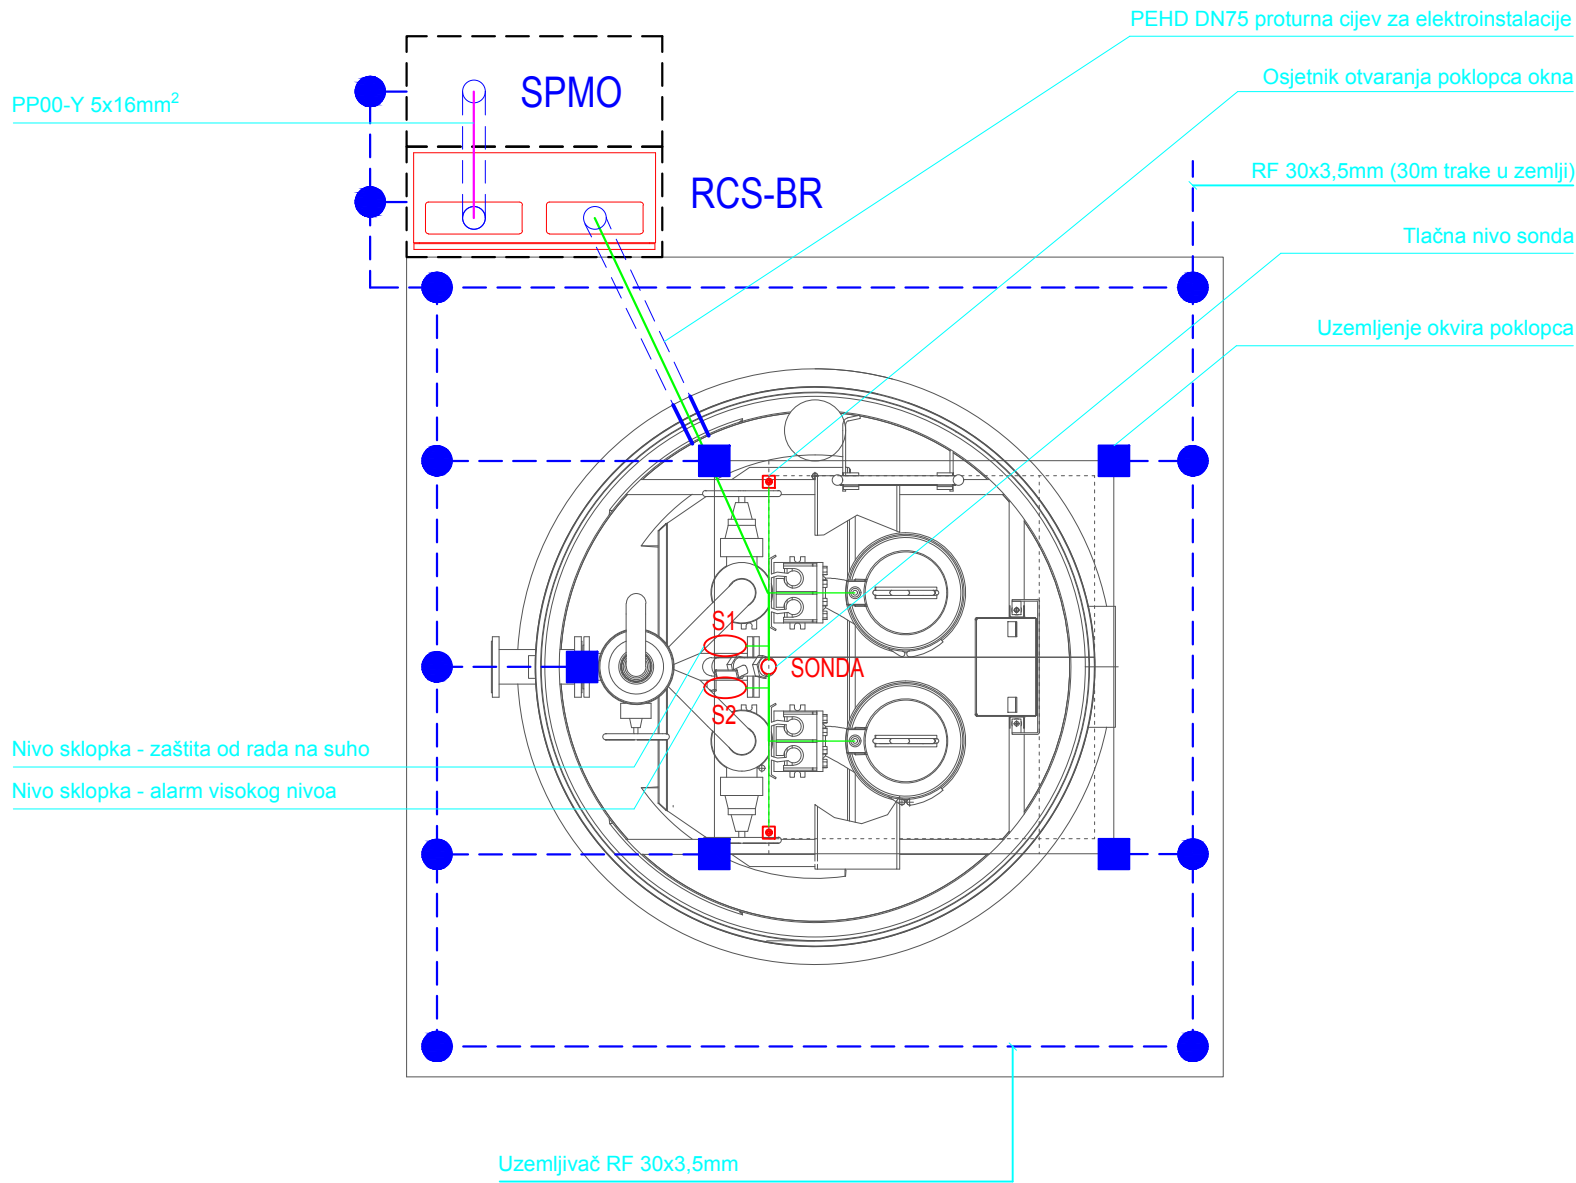 PEHD DN75 proturna cijev za elektroinstalacije
Osjetnik otvaranja poklopca okna
SPMO
PP00-Y 5x16mm²
RF 30x3,5mm (30m trake u zemlji)
RCS-BR
Tlačna nivo sonda
Uzemljenje okvira poklopca
S1
SONDA
S2
Nivo sklopka - zaštita od rada na suho
Nivo sklopka - alarm visokog nivoa
Uzemljivač RF 30x3,5mm